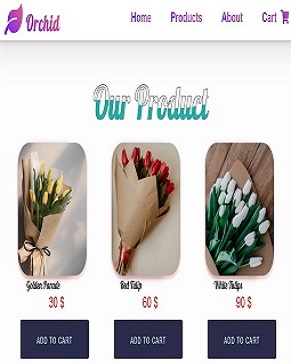 Orchid
Home Products About Cart
Our Product
Golden Parade Red Tulip White Tulips
30 $ 60 $ 90 $
ADD TO CART ADD TO CART ADD TO CART